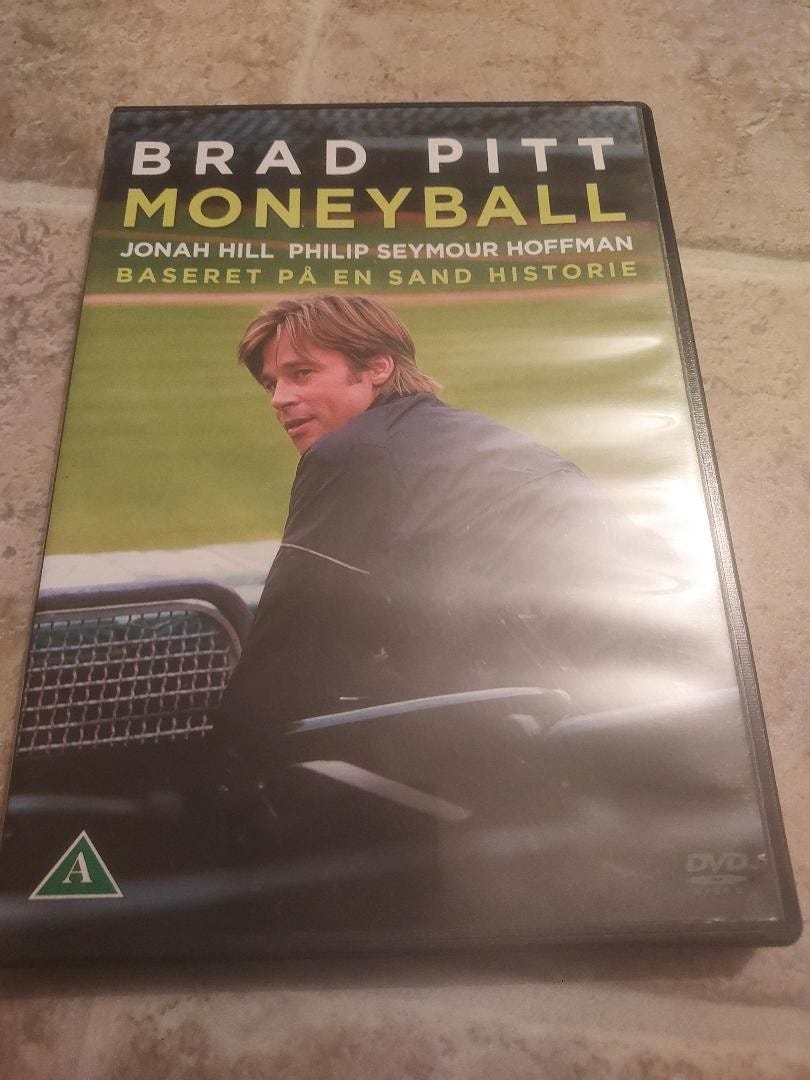 BRAD PITT
MONEYBALL
JONAH HILL PHILIP SEYMOUR HOFFMAN
BASERET PÅ EN SAND HISTORIE
A
DVD